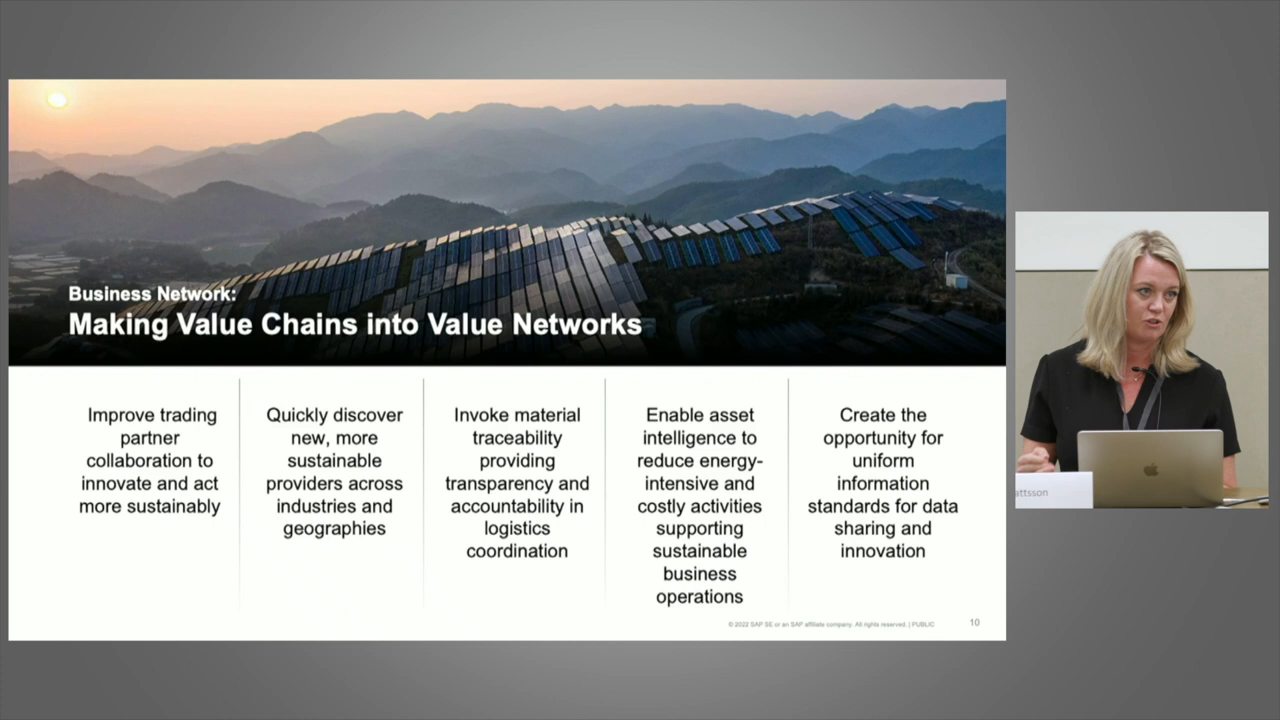 Business Network:
Making Value Chains into Value Networks
Improve trading
partner
collaboration to
innovate and act
more sustainably
Quickly discover
new, more
sustainable
providers across
industries and
geographies
Invoke material
traceability
providing
transparency and
accountability in
logistics
coordination
Enable asset
intelligence to
reduce energy-
intensive and
costly activities
supporting
sustainable
business
operations
Create the
opportunity for
uniform
information
standards for data
sharing and
innovation
© 2022 SAP SE or an SAP affiliate company. All rights reserved. | PUBLIC
10
attsson